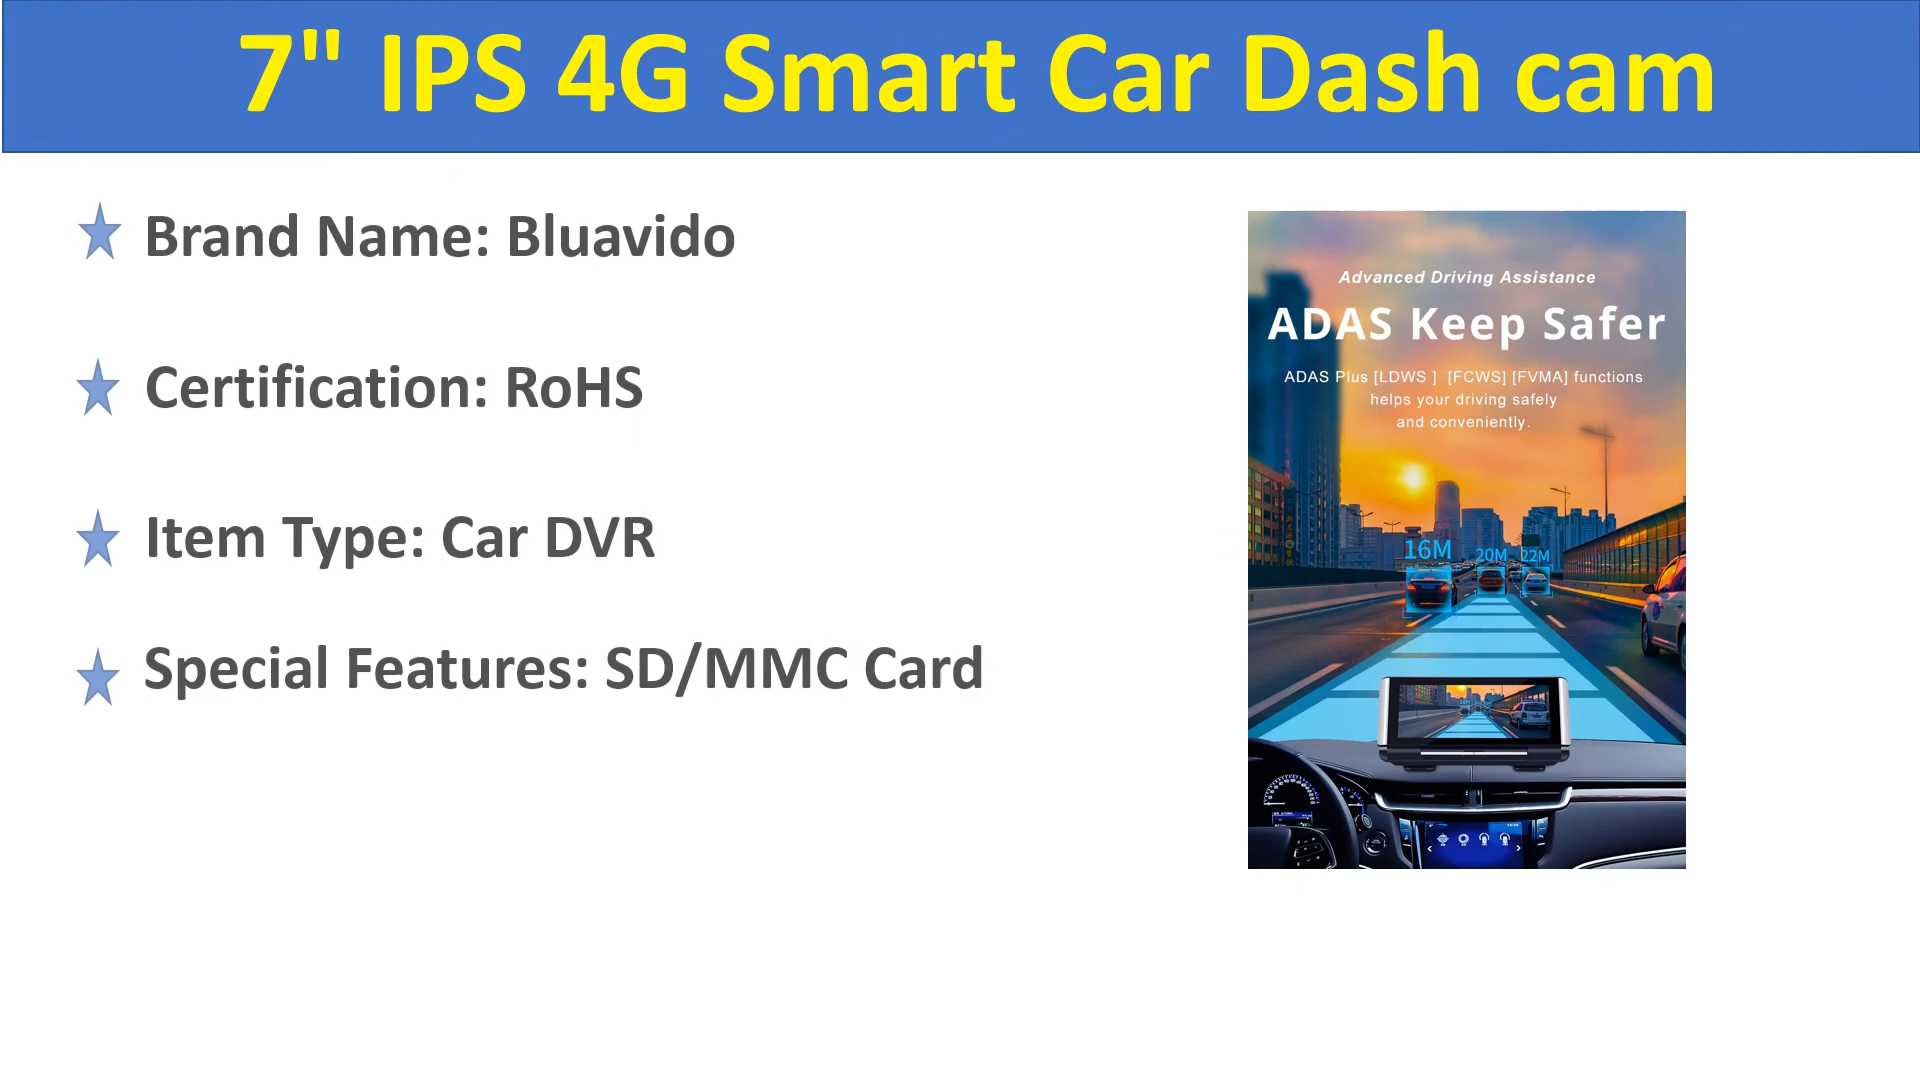 7" IPS 4G Smart Car Dash cam
Brand Name: Bluavido
Certification: RoHS
Item Type: Car DVR
Special Features: SD/MMC Card
Advanced Driving Assistance
ADAS Keep Safer
ADAS Plus [LDWS ] [FCWS] [FVMA] functions
helps your driving safely
and conveniently.
16M
20M
22M